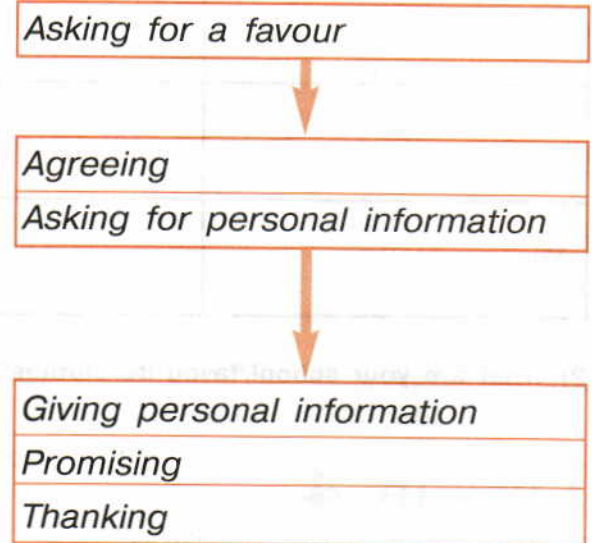 Asking for a favour
Agreeing
Asking for personal information
Giving personal information
Promising
Thanking